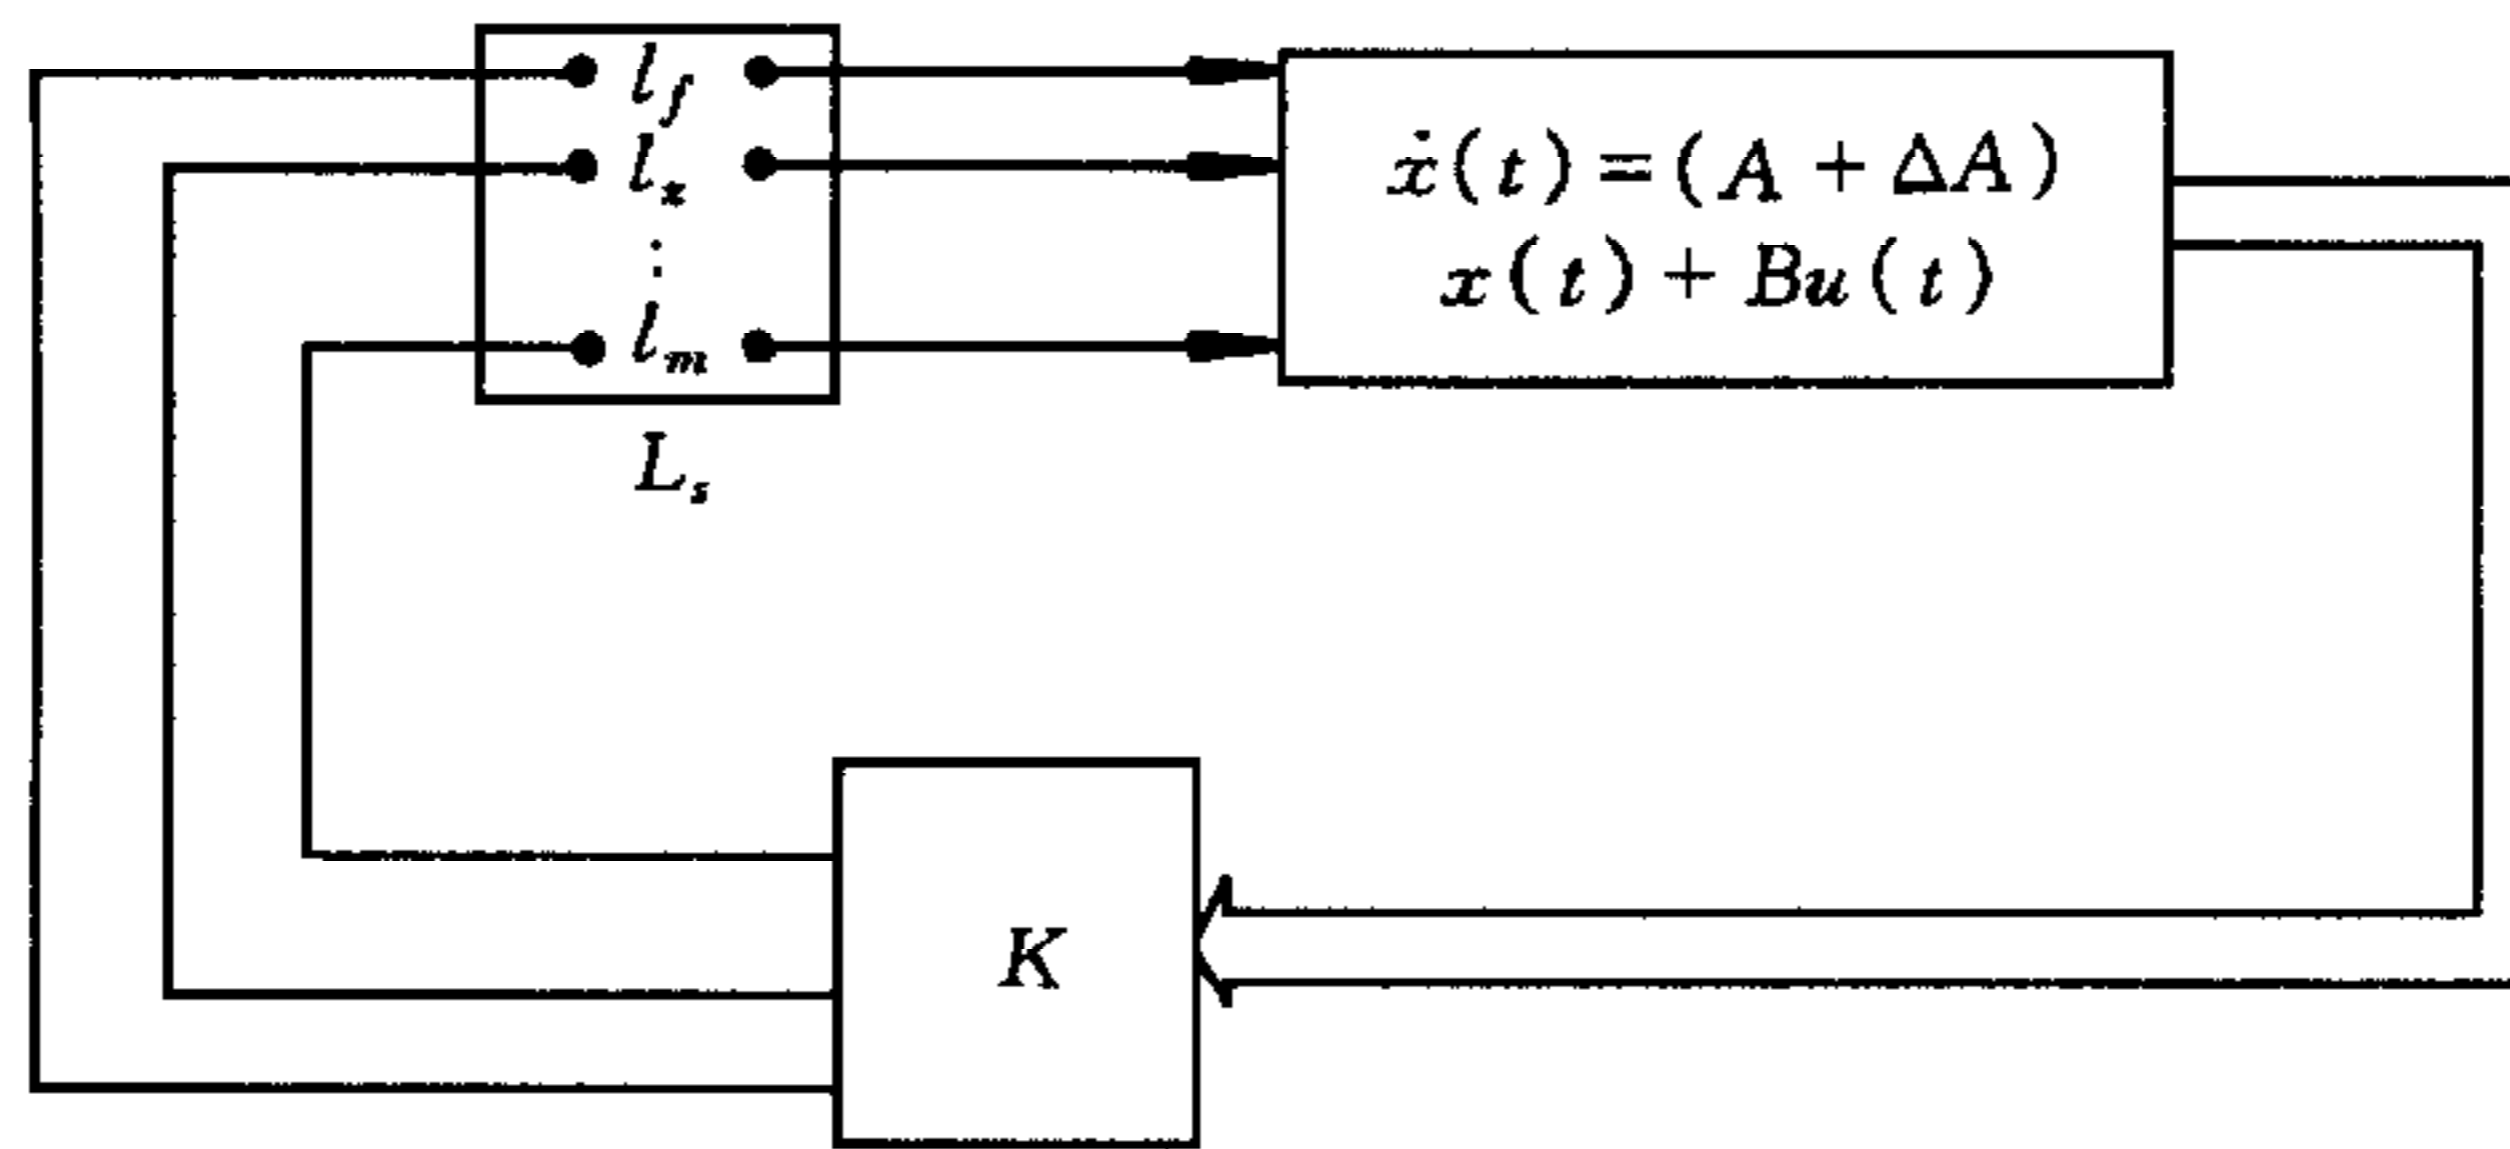 l_f
l_z
⋮
l_m
L_s
ẋ(t)=(A+ΔA)
x(t)+Bu(t)
K